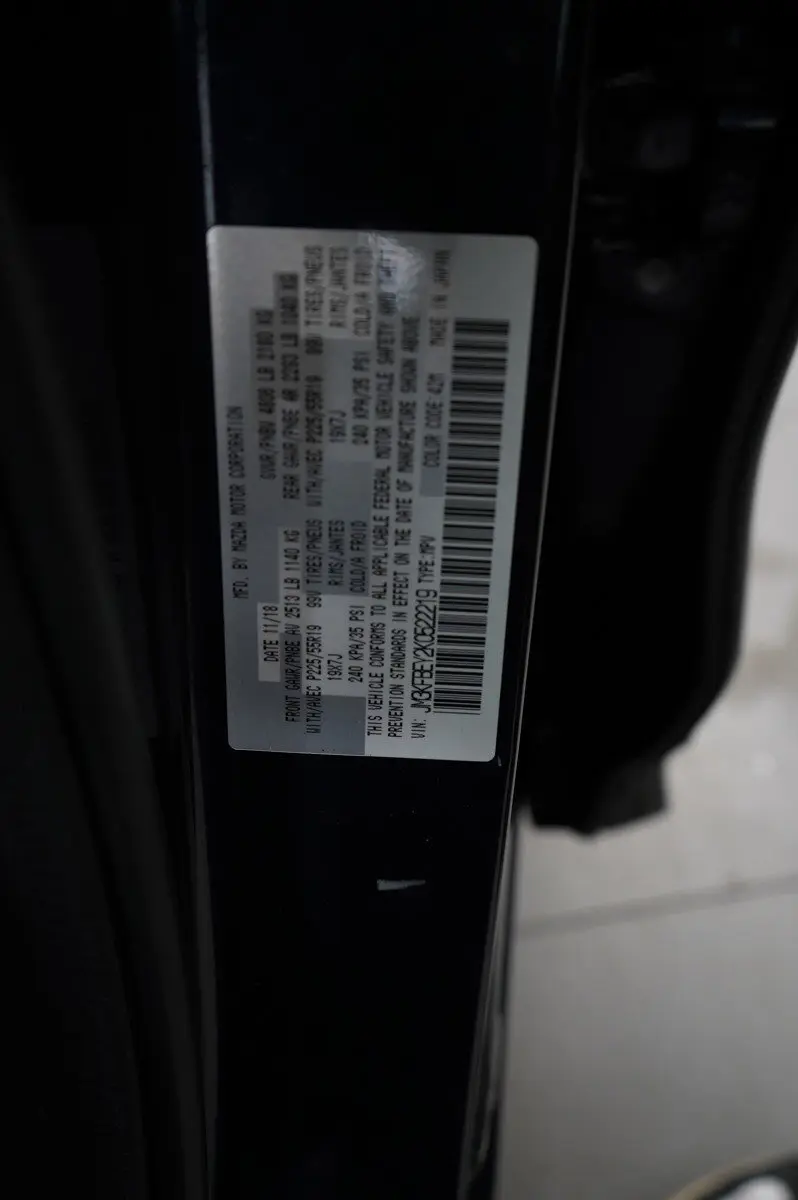 MFD. BY MAZDA MOTOR CORPORATION
DATE 11/18 GVWR/PNBV 4808 LB 2180 KG
FRONT GAWR/PNBE AV 2513 LB 1140 KG REAR GAWR/PNBE AR 2293 LB 1040 KG
WITH/AVEC P225/55R19 99V TIRES/PNEUS WITH/AVEC P225/55R19 99V TIRES/PNEUS
19X7J RIMS/JANTES 19X7J RIMS/JANTES
240 KPA/35 PSI COLD/A FROID 240 KPA/35 PSI COLD/A FROID
THIS VEHICLE CONFORMS TO ALL APPLICABLE FEDERAL MOTOR VEHICLE SAFETY AND THEFT
PREVENTION STANDARDS IN EFFECT ON THE DATE OF MANUFACTURE SHOWN ABOVE.
VIN: JM3KFBEY2K0522219 TYPE:MPV COLOR CODE:42M MADE IN JAPAN